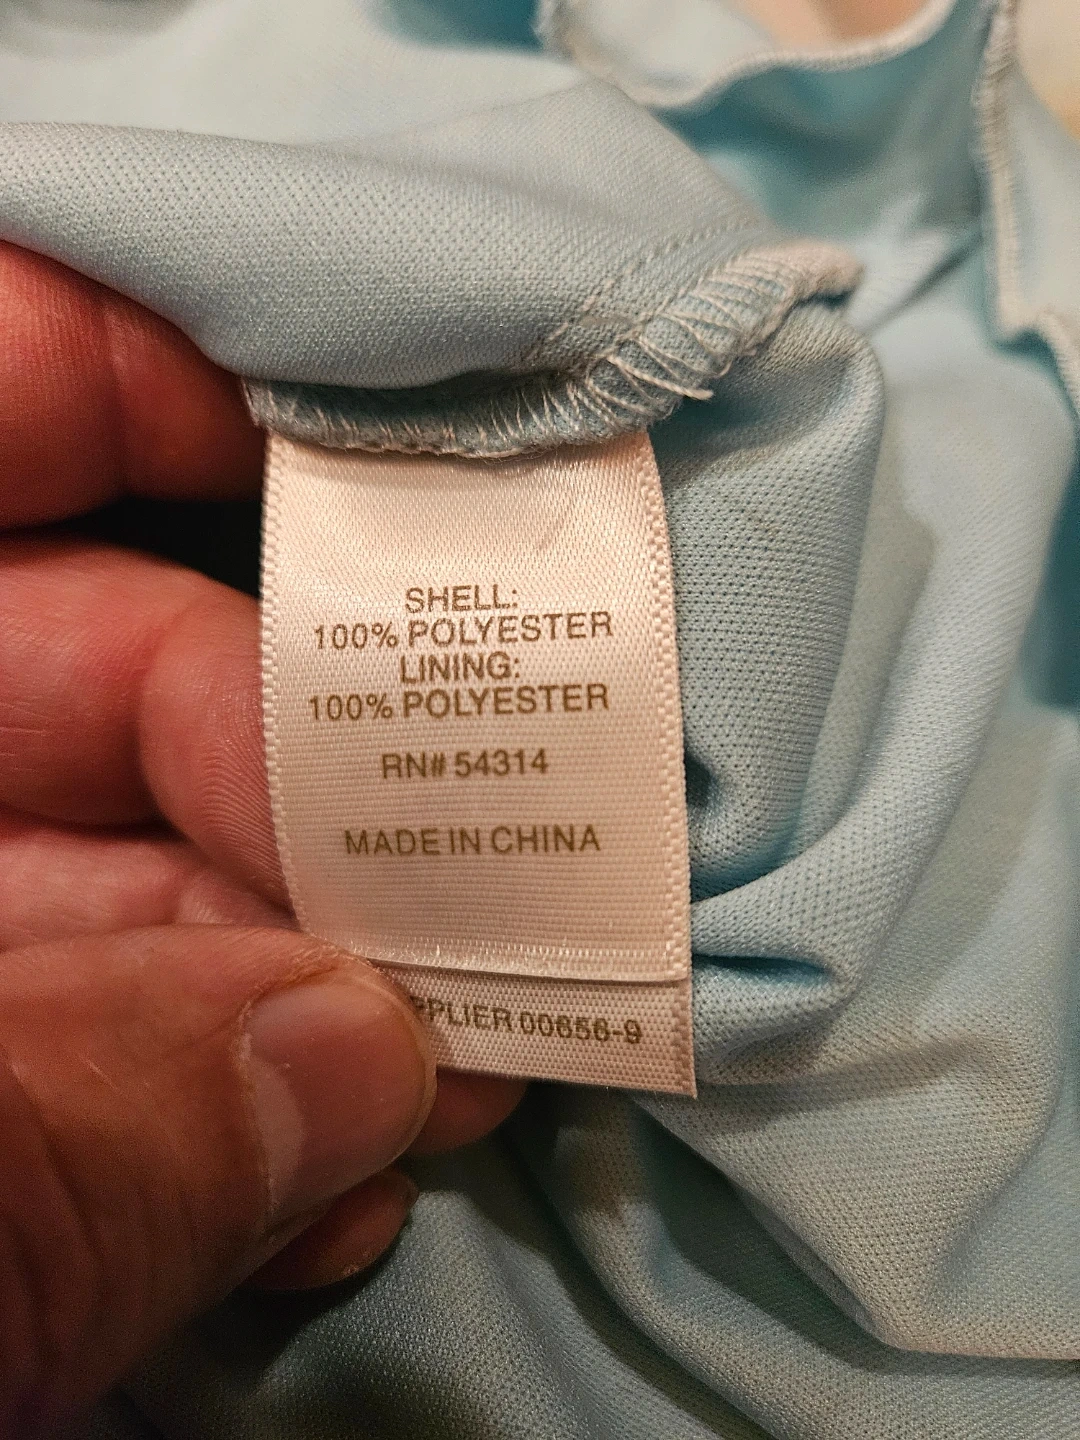 SHELL:
100% POLYESTER
LINING:
100% POLYESTER
RN# 54314
MADE IN CHINA
00656-9